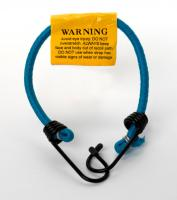 WARNING
Avoid eye injury. DO NOT
overstretch. ALWAYS keep
face and body out of recoil path.
DO NOT use when strap has
visible signs of wear or damage